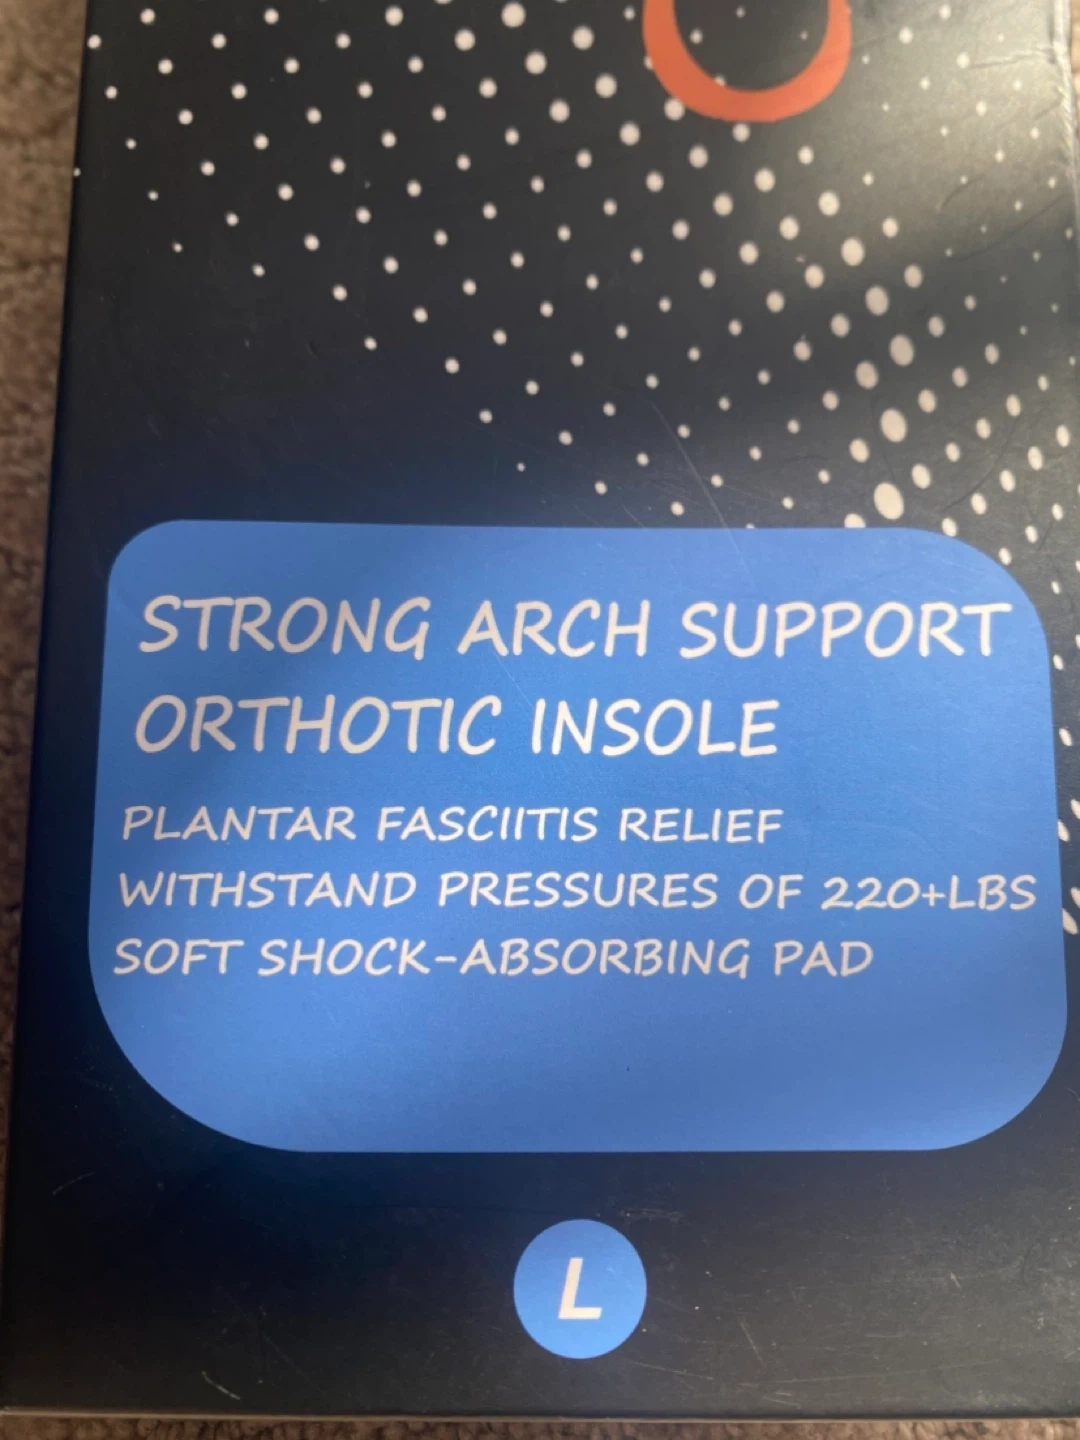 STRONG ARCH SUPPORT
ORTHOTIC INSOLE
PLANTAR FASCIITIS RELIEF
WITHSTAND PRESSURES OF 220+LBS
SOFT SHOCK-ABSORBING PAD
L